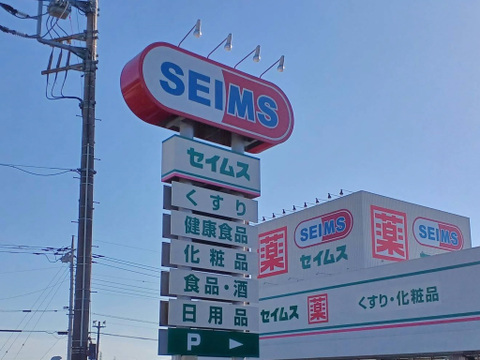 SEIMS
セイムス
くすり
健康食品
化粧品
食品・酒
日用品
P
薬 SEIMS
セイムス
薬 SEIMS
セイムス 薬 くすり・化粧品